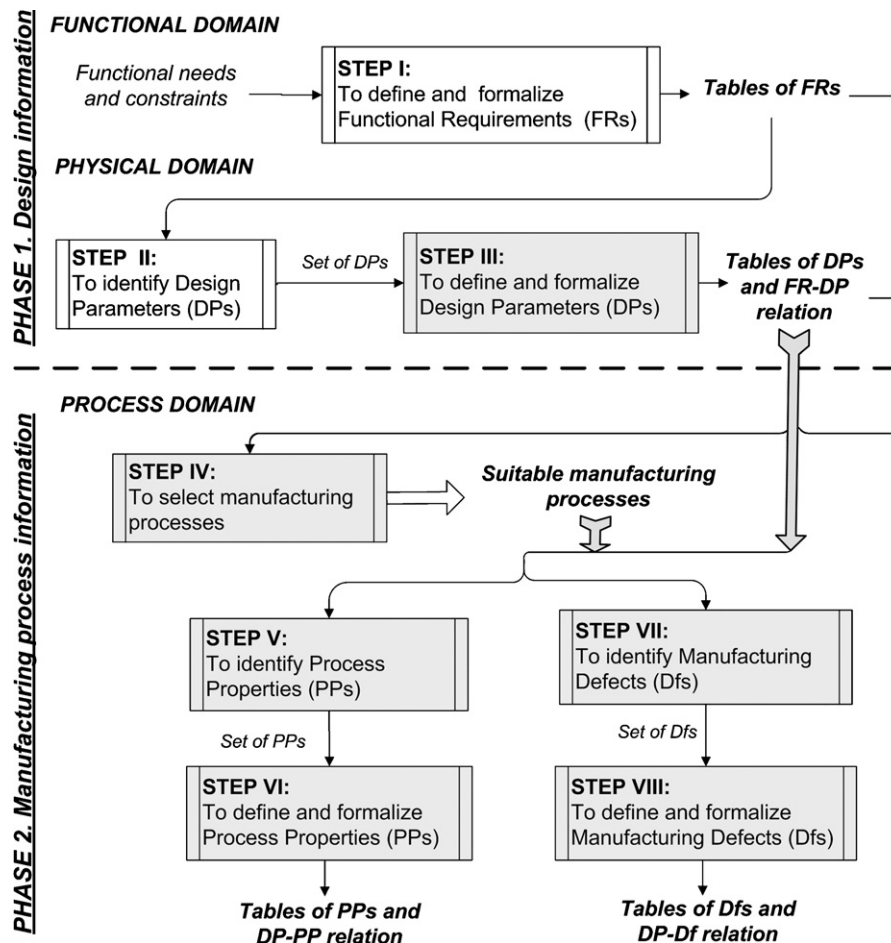 PHASE 1. Design information
FUNCTIONAL DOMAIN
Functional needs
and constraints
STEP I:
To define and formalize
Functional Requirements (FRs)
Tables of FRs
PHYSICAL DOMAIN
STEP II:
To identify Design
Parameters (DPs)
Set of DPs
STEP III:
To define and formalize
Design Parameters (DPs)
Tables of DPs
and FR-DP
relation
PHASE 2. Manufacturing process information
PROCESS DOMAIN
STEP IV:
To select manufacturing
processes
Suitable manufacturing
processes
STEP V:
To identify Process
Properties (PPs)
STEP VII:
To identify Manufacturing
Defects (Dfs)
Set of PPs
Set of Dfs
STEP VI:
To define and formalize
Process Properties (PPs)
STEP VIII:
To define and formalize
Manufacturing Defects (Dfs)
Tables of PPs and
DP-PP relation
Tables of Dfs and
DP-Df relation